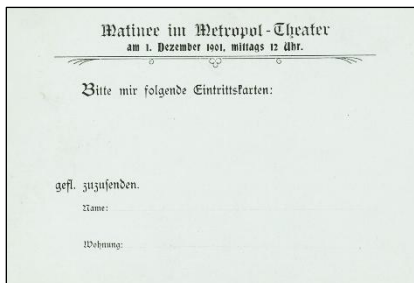 Matinee im Metropol-Theater
am 1. Dezember 1901, mittags 12 Uhr.
Bitte mir folgende Eintrittskarten:
gefl. zuzusenden.
Name:
Wohnung: